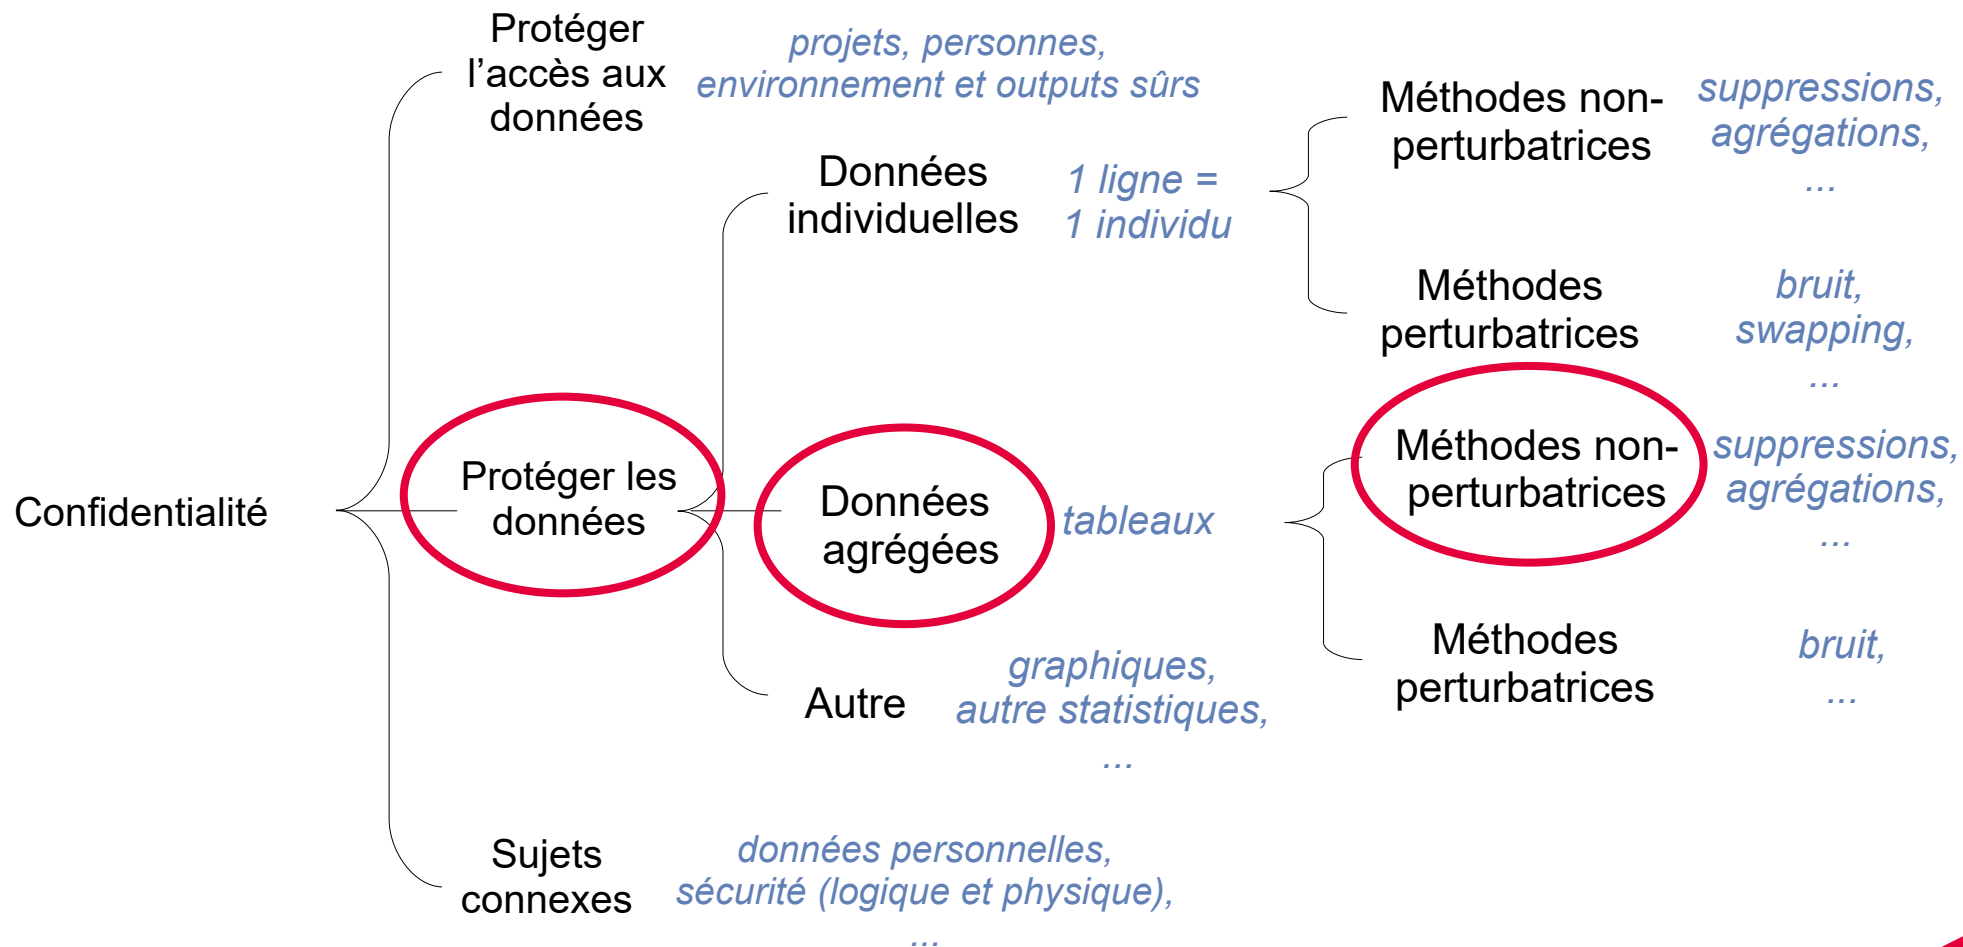 Confidentialité
Protéger
l’accès aux
données
projets, personnes,
environnement et outputs sûrs
Protéger les
données
Données
individuelles
1 ligne =
1 individu
Méthodes non-
perturbatrices
suppressions,
agrégations,
...
Méthodes
perturbatrices
bruit,
swapping,
...
Données
agrégées
tableaux
Méthodes non-
perturbatrices
suppressions,
agrégations,
...
Méthodes
perturbatrices
bruit,
...
Autre
graphiques,
autre statistiques,
...
Sujets
connexes
données personnelles,
sécurité (logique et physique),
...